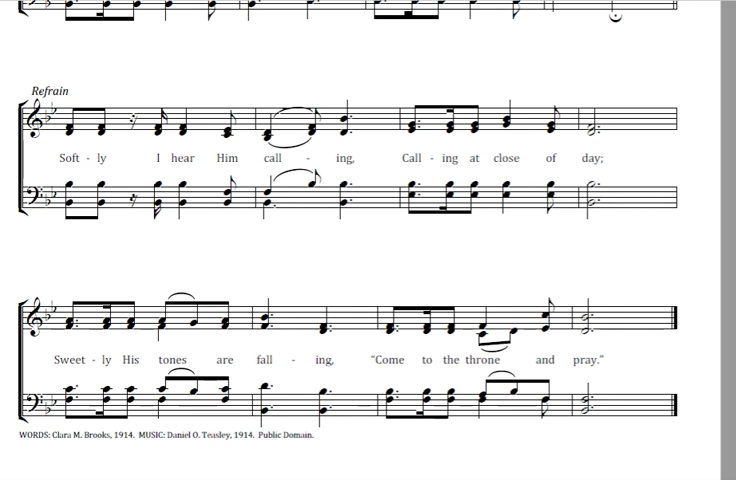 Refrain
Soft - ly I hear Him call - ing, Call - ing at close of day;
Sweet - ly His tones are fall - ing, "Come to the throne and pray."
WORDS: Clara M. Brooks, 1914. MUSIC: Daniel O. Teasley, 1914. Public Domain.